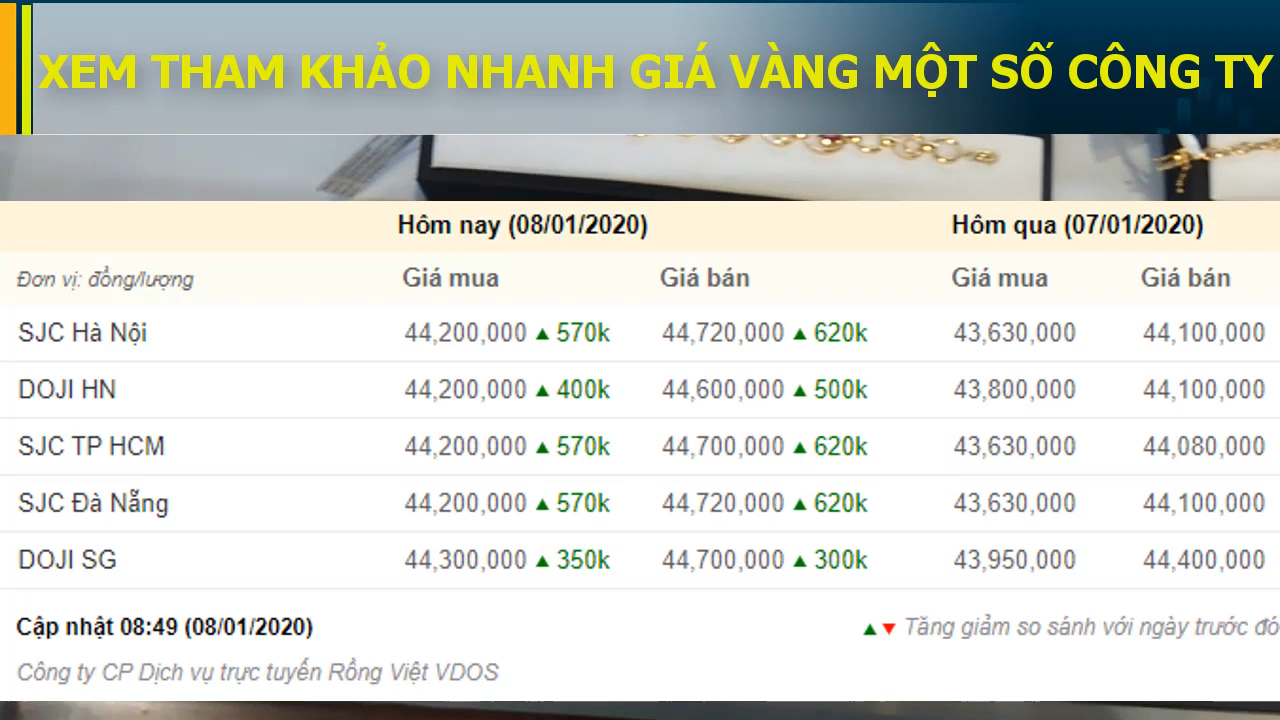 XEM THAM KHẢO NHANH GIÁ VÀNG MỘT SỐ CÔNG TY
Hôm nay (08/01/2020) Hôm qua (07/01/2020)
Đơn vị: đồng/lượng Giá mua Giá bán Giá mua Giá bán
SJC Hà Nội 44,200,000 ▲ 570k 44,720,000 ▲ 620k 43,630,000 44,100,000
DOJI HN 44,200,000 ▲ 400k 44,600,000 ▲ 500k 43,800,000 44,100,000
SJC TP HCM 44,200,000 ▲ 570k 44,700,000 ▲ 620k 43,630,000 44,080,000
SJC Đà Nẵng 44,200,000 ▲ 570k 44,720,000 ▲ 620k 43,630,000 44,100,000
DOJI SG 44,300,000 ▲ 350k 44,700,000 ▲ 300k 43,950,000 44,400,000
Cập nhật 08:49 (08/01/2020) ▲▼ Tăng giảm so sánh với ngày trước đó
Công ty CP Dịch vụ trực tuyến Rồng Việt VDOS